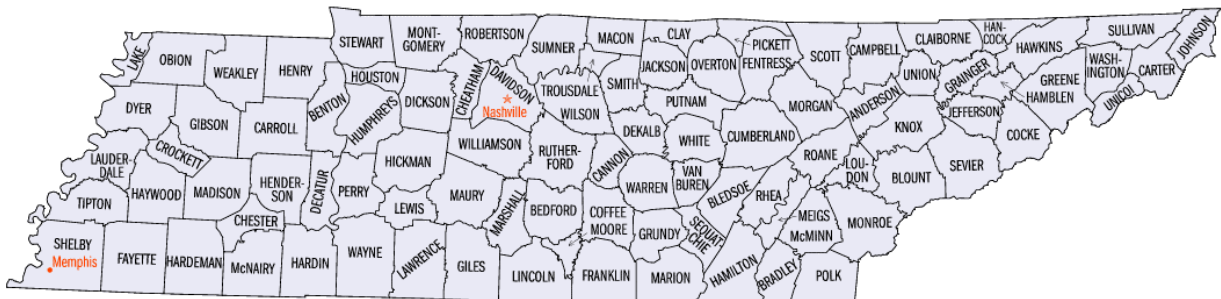 LAKE
OBION
WEAKLEY
HENRY
STEWART
MONT-
GOMERY
ROBERTSON
SUMNER
MACON
CLAY
PICKETT
FENTRESS
SCOTT
CAMPBELL
CLAIBORNE
HAN-
COCK
HAWKINS
SULLIVAN
JOHNSON
HOUSTON
CHEATHAM
DAVIDSON
Nashville
TROUSDALE
SMITH
JACKSON
OVERTON
UNION
GRAINGER
GREENE
HAMBLEN
WASH-
INGTON
CARTER
UNICOI
DYER
GIBSON
CARROLL
BENTON
HUMPHREYS
DICKSON
WILSON
PUTNAM
MORGAN
ANDERSON
KNOX
JEFFERSON
COCKE
LAUDER-
DALE
CROCKETT
HICKMAN
WILLIAMSON
RUTHER-
FORD
CANNON
DEKALB
WHITE
CUMBERLAND
ROANE
LOU-
DON
BLOUNT
SEVIER
TIPTON
HAYWOOD
MADISON
HENDER-
SON
DECATUR
PERRY
LEWIS
MAURY
MARSHALL
BEDFORD
COFFEE
MOORE
WARREN
VAN
BUREN
BLEDSOE
RHEA
MEIGS
McMINN
MONROE
SHELBY
Memphis
FAYETTE
HARDEMAN
CHESTER
McNAIRY
HARDIN
WAYNE
LAWRENCE
GILES
LINCOLN
FRANKLIN
GRUNDY
MARION
SEQUAT-
CHIE
HAMILTON
BRADLEY
POLK